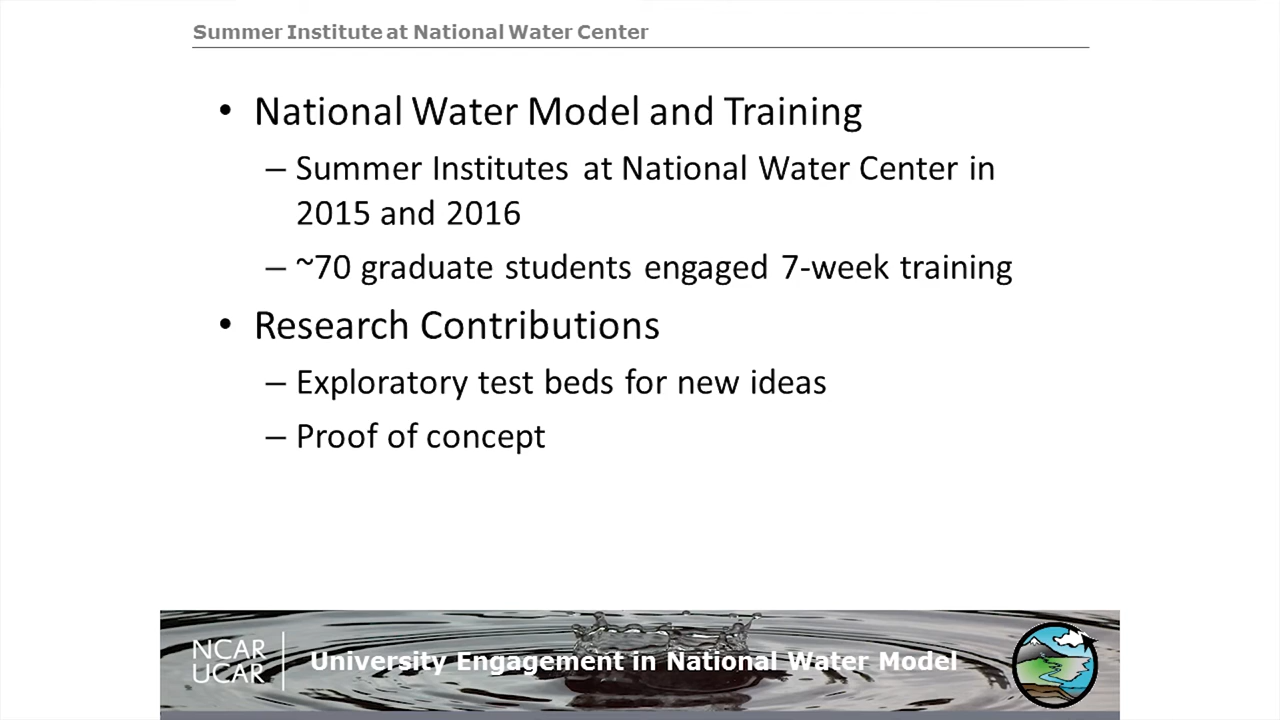 Summer Institute at National Water Center
• National Water Model and Training
– Summer Institutes at National Water Center in
2015 and 2016
– ~70 graduate students engaged 7-week training
• Research Contributions
– Exploratory test beds for new ideas
– Proof of concept
NCAR
UCAR
University Engagement in National Water Model